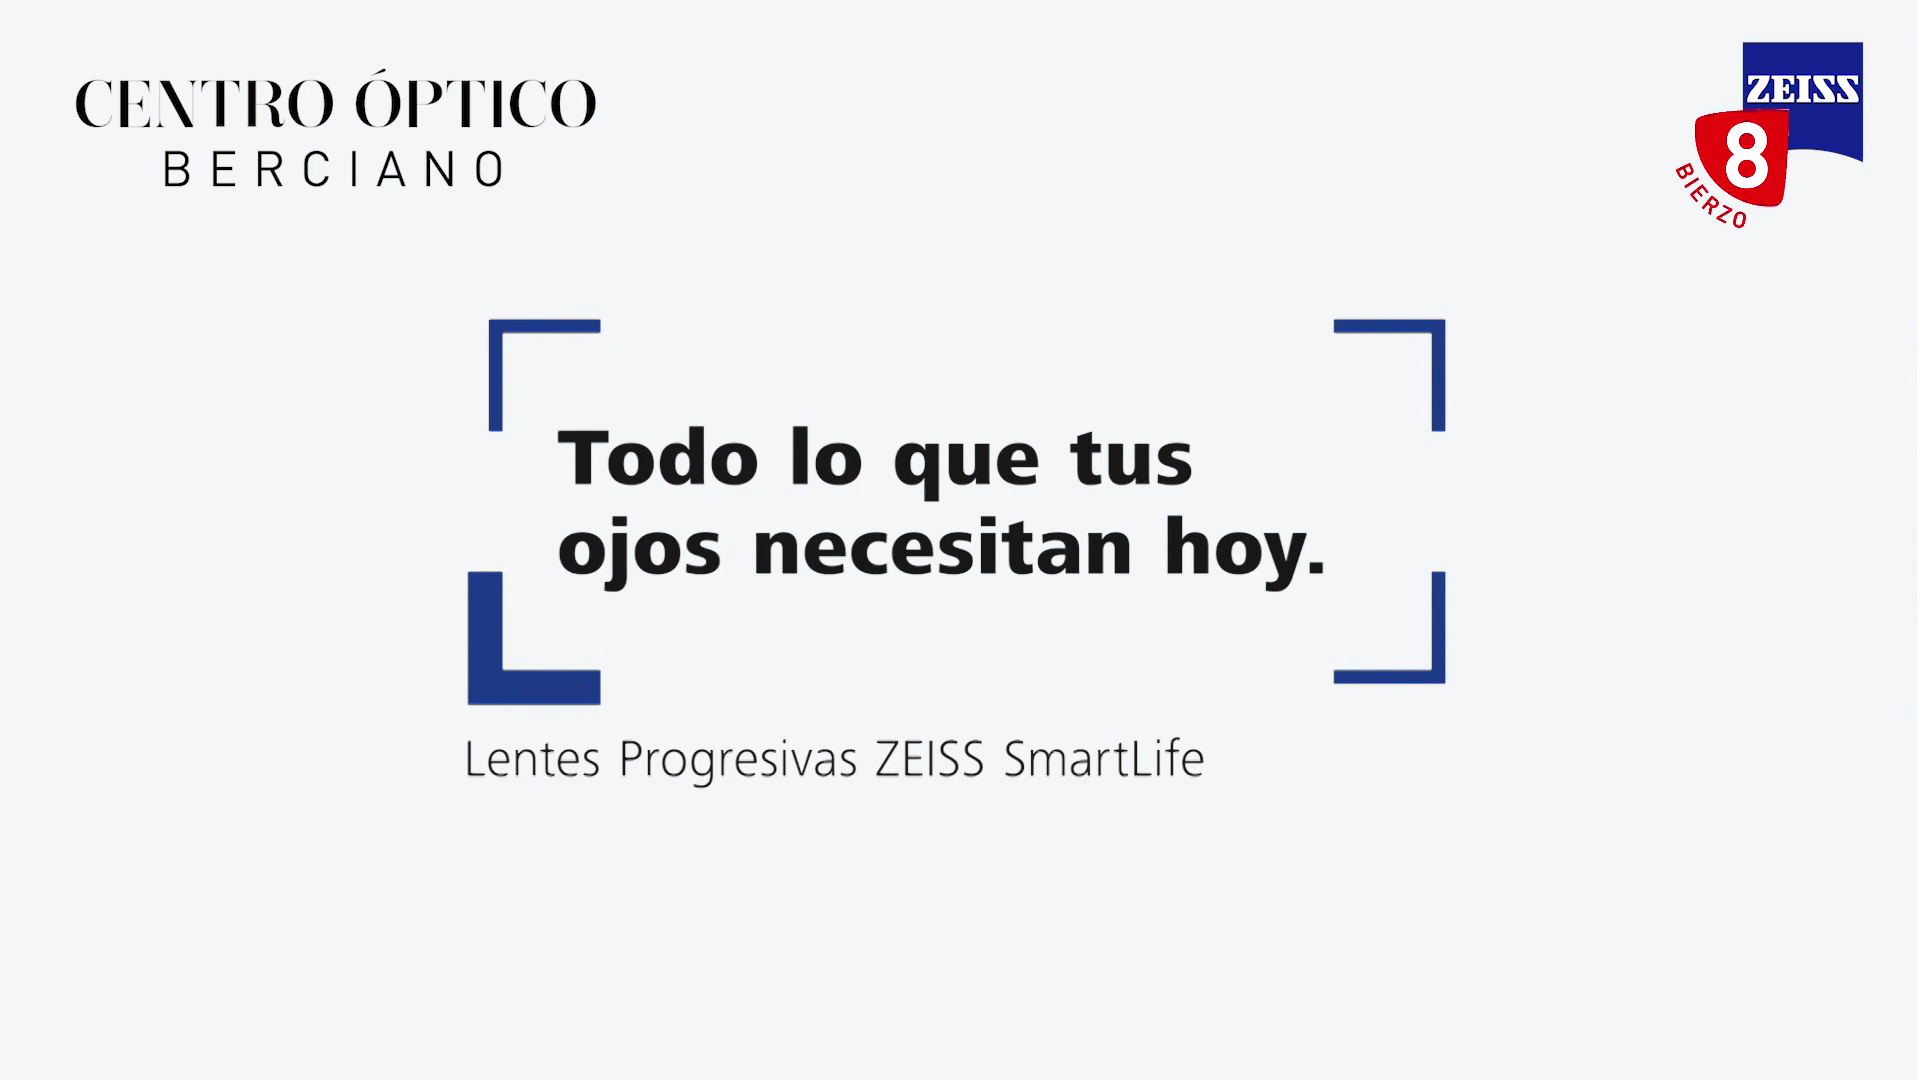 CENTRO ÓPTICO
BERCIANO
ZEISS
8
BIERZO
Todo lo que tus
ojos necesitan hoy.
Lentes Progresivas ZEISS SmartLife